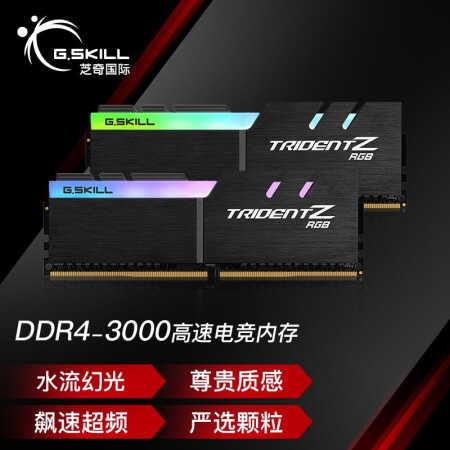 G.SKILL
芝奇国际
G.SKILL
TRIDENTZ
RGB
G.SKILL
TRIDENTZ
RGB
DDR4-3000高速电竞内存
水流幻光 尊贵质感
飙速超频 严选颗粒